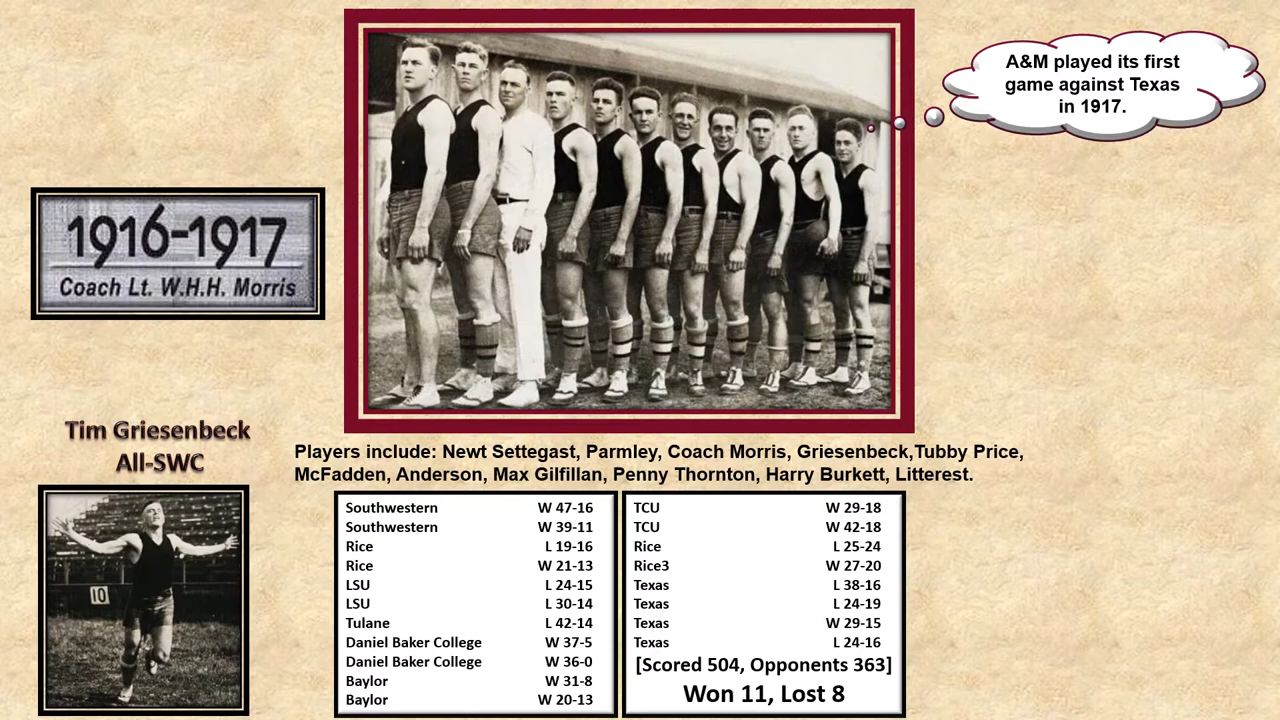 A&M played its first
game against Texas
in 1917.
1916-1917
Coach Lt. W.H.H. Morris
Tim Griesenbeck
All-SWC
10
Players include: Newt Settegast, Parmley, Coach Morris, Griesenbeck,Tubby Price,
McFadden, Anderson, Max Gilfillan, Penny Thornton, Harry Burkett, Litterest.
Southwestern W 47-16
Southwestern W 39-11
Rice L 19-16
Rice W 21-13
LSU L 24-15
LSU L 30-14
Tulane L 42-14
Daniel Baker College W 37-5
Daniel Baker College W 36-0
Baylor W 31-8
Baylor W 20-13
TCU W 29-18
TCU W 42-18
Rice L 25-24
Rice3 W 27-20
Texas L 38-16
Texas L 24-19
Texas W 29-15
Texas L 24-16
[Scored 504, Opponents 363]
Won 11, Lost 8